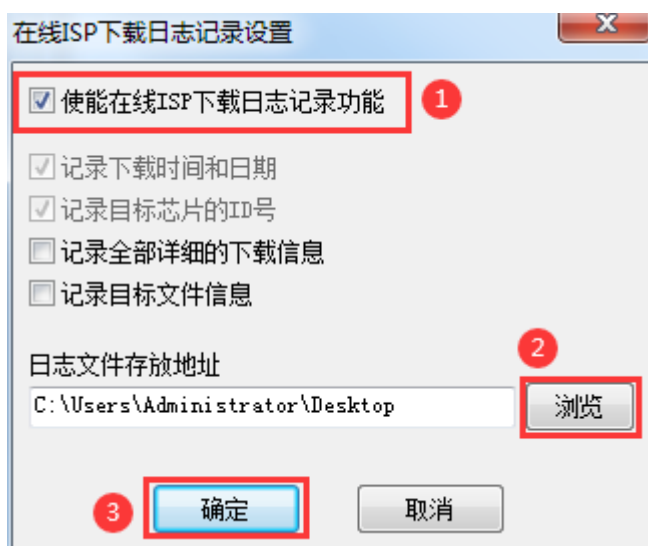 在线ISP下载日志记录设置
使能在线ISP下载日志记录功能 1
记录下载时间和日期
记录目标芯片的ID号
记录全部详细的下载信息
记录目标文件信息
2
日志文件存放地址
C:\Users\Administrator\Desktop 浏览
3 确定 取消